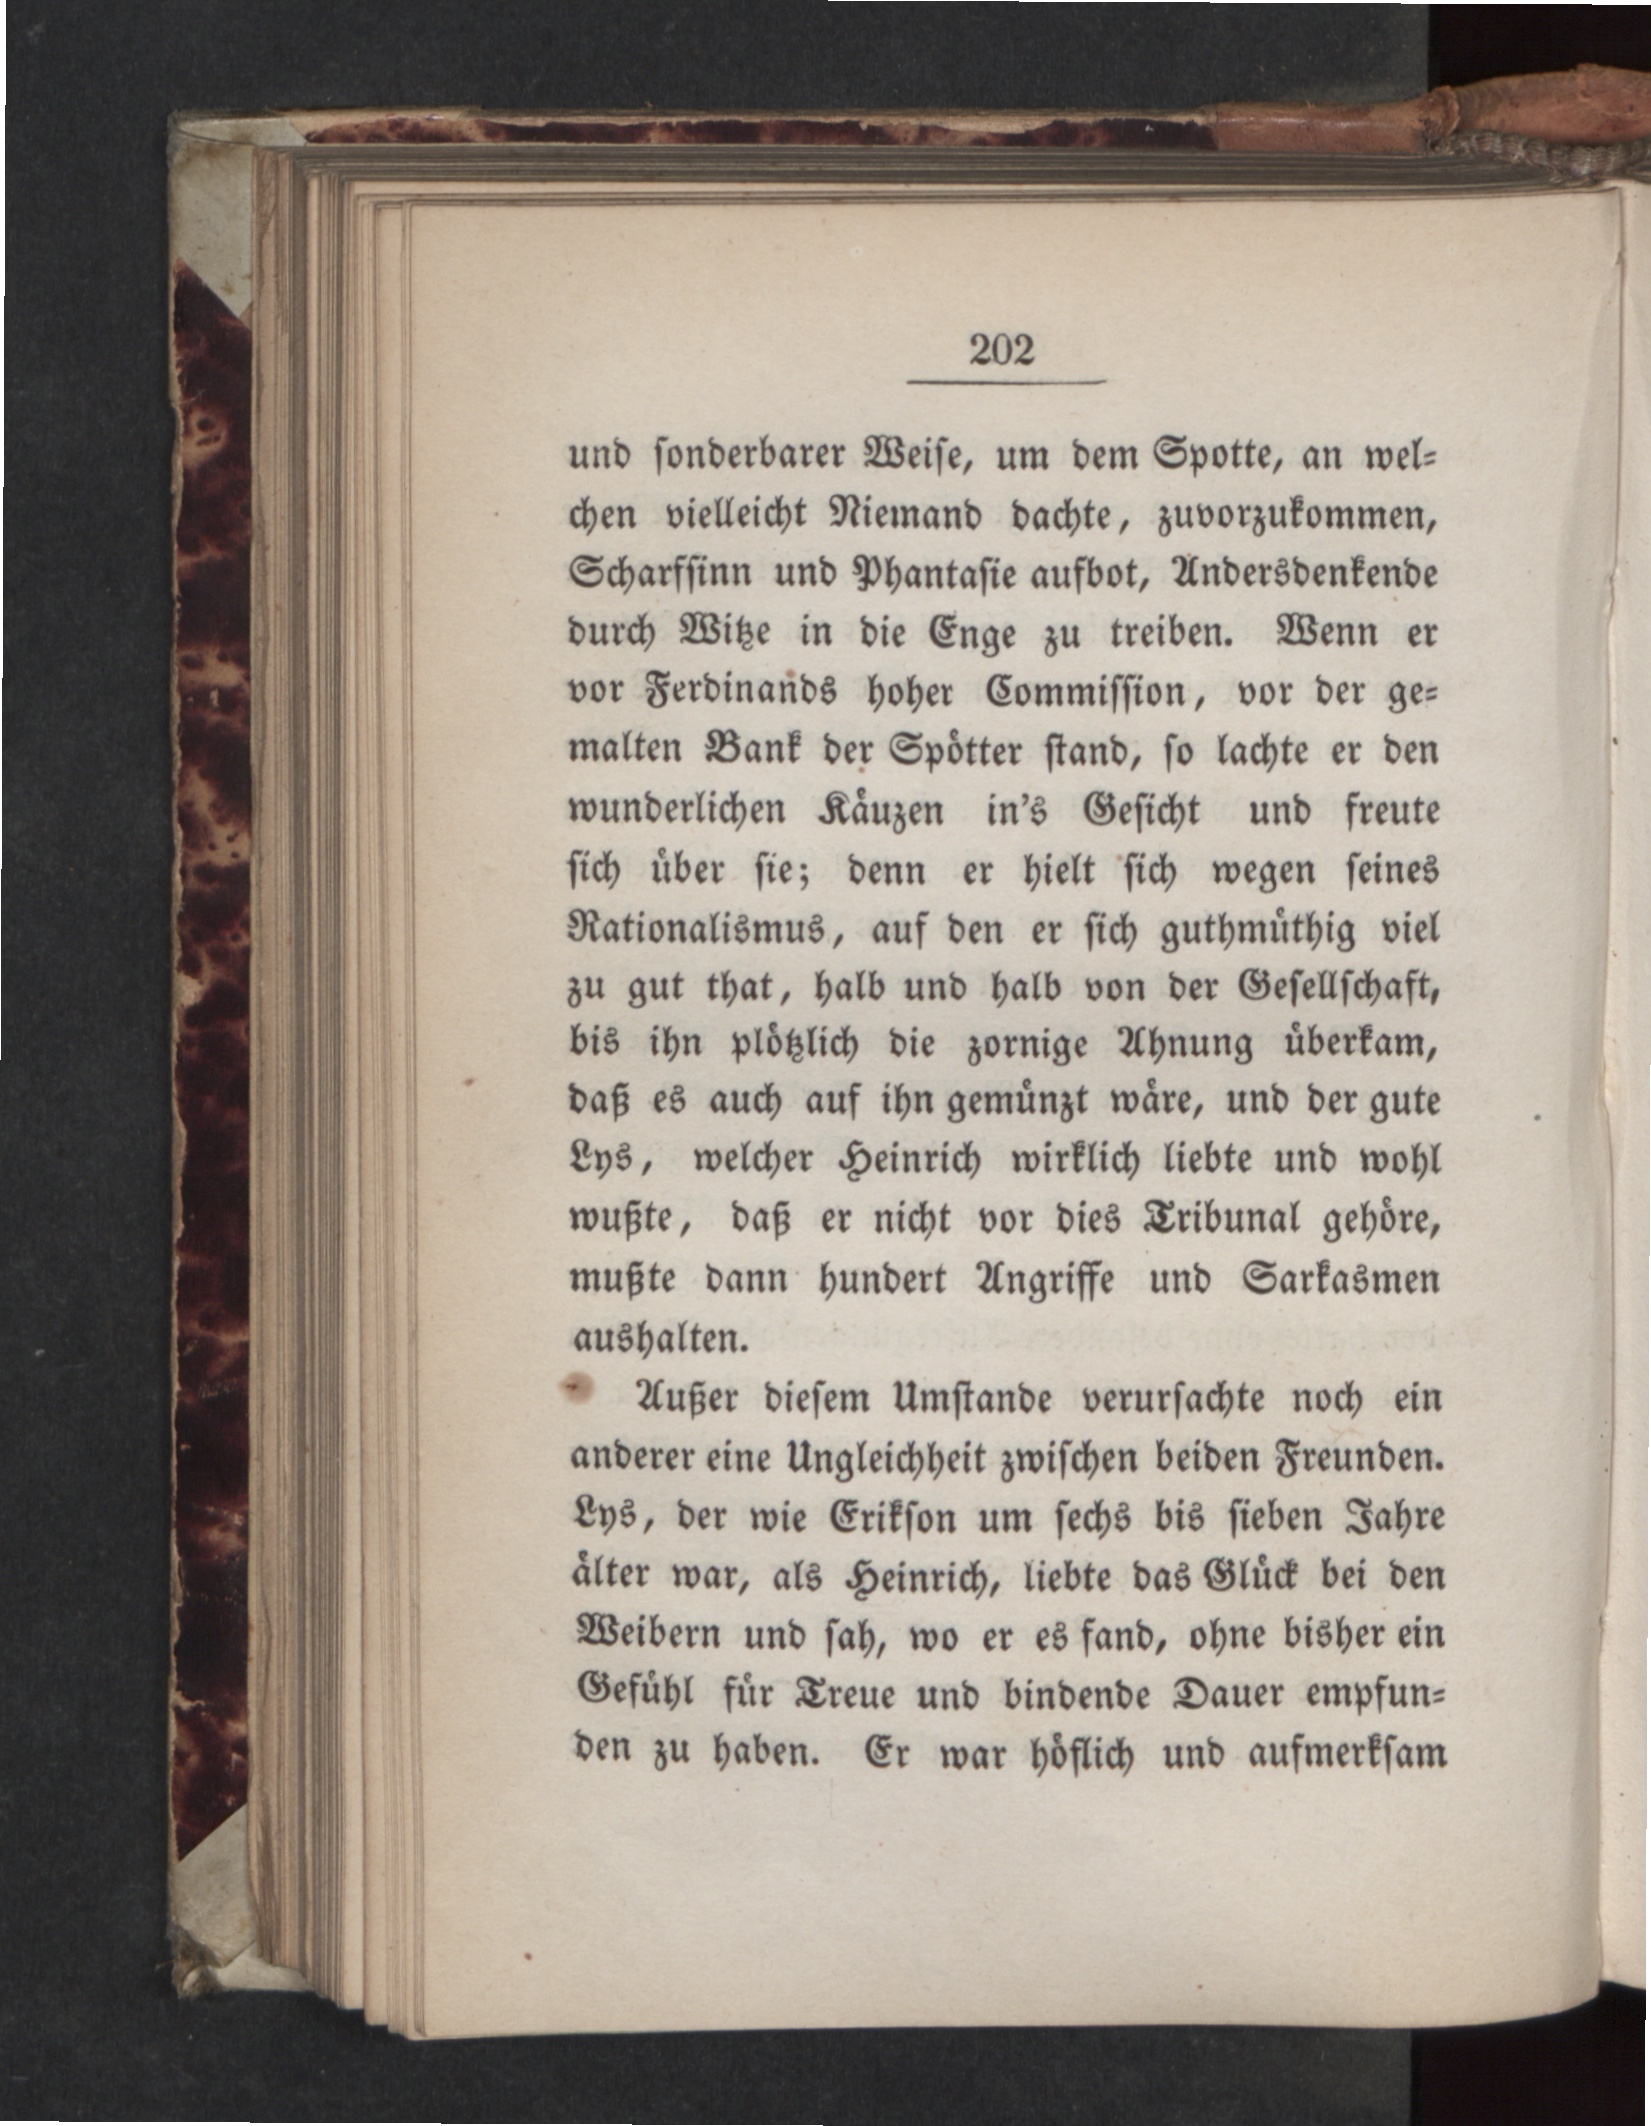 202
und sonderbarer Weise, um dem Spotte, an wel-
chen vielleicht Niemand dachte, zuvorzukommen,
Scharfsinn und Phantasie aufbot, Andersdenkende
durch Witze in die Enge zu treiben. Wenn er
vor Ferdinands hoher Commission, vor der ge-
malten Bank der Spötter stand, so lachte er den
wunderlichen Käuzen in's Gesicht und freute
sich über sie; denn er hielt sich wegen seines
Rationalismus, auf den er sich guthmüthig viel
zu gut that, halb und halb von der Gesellschaft,
bis ihn plötzlich die zornige Ahnung überkam,
daß es auch auf ihn gemünzt wäre, und der gute
Lys, welcher Heinrich wirklich liebte und wohl
wußte, daß er nicht vor dies Tribunal gehöre,
mußte dann hundert Angriffe und Sarkasmen
aushalten.
Außer diesem Umstande verursachte noch ein
anderer eine Ungleichheit zwischen beiden Freunden.
Lys, der wie Erikson um sechs bis sieben Jahre
älter war, als Heinrich, liebte das Glück bei den
Weibern und sah, wo er es fand, ohne bisher ein
Gefühl für Treue und bindende Dauer empfun-
den zu haben. Er war höflich und aufmerksam